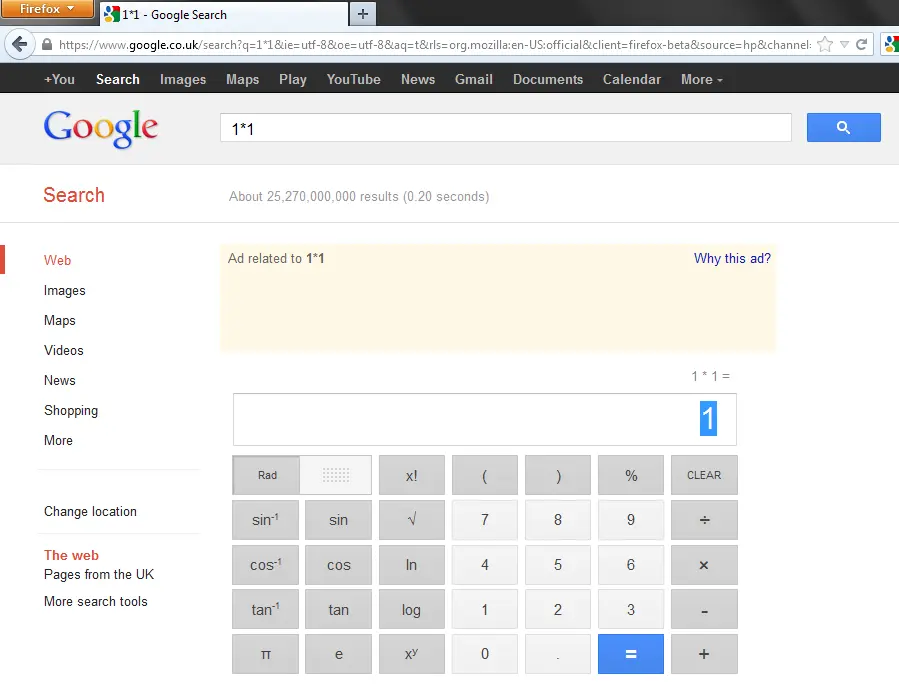 Firefox
1*1 - Google Search
https://www.google.co.uk/search?q=1*1&ie=utf-8&oe=utf-8&aq=t&rls=org.mozilla:en-US:official&client=firefox-beta&source=hp&channel:
+You Search Images Maps Play YouTube News Gmail Documents Calendar More
Google
1*1
Search
About 25,270,000,000 results (0.20 seconds)
Web
Images
Maps
Videos
News
Shopping
More
Change location
The web
Pages from the UK
More search tools
Ad related to 1*1 Why this ad?
1 * 1 =
1
Rad x! ( ) % CLEAR
sin⁻¹ sin √ 7 8 9 ÷
cos⁻¹ cos ln 4 5 6 ×
tan⁻¹ tan log 1 2 3 -
π e xʸ 0 . = +